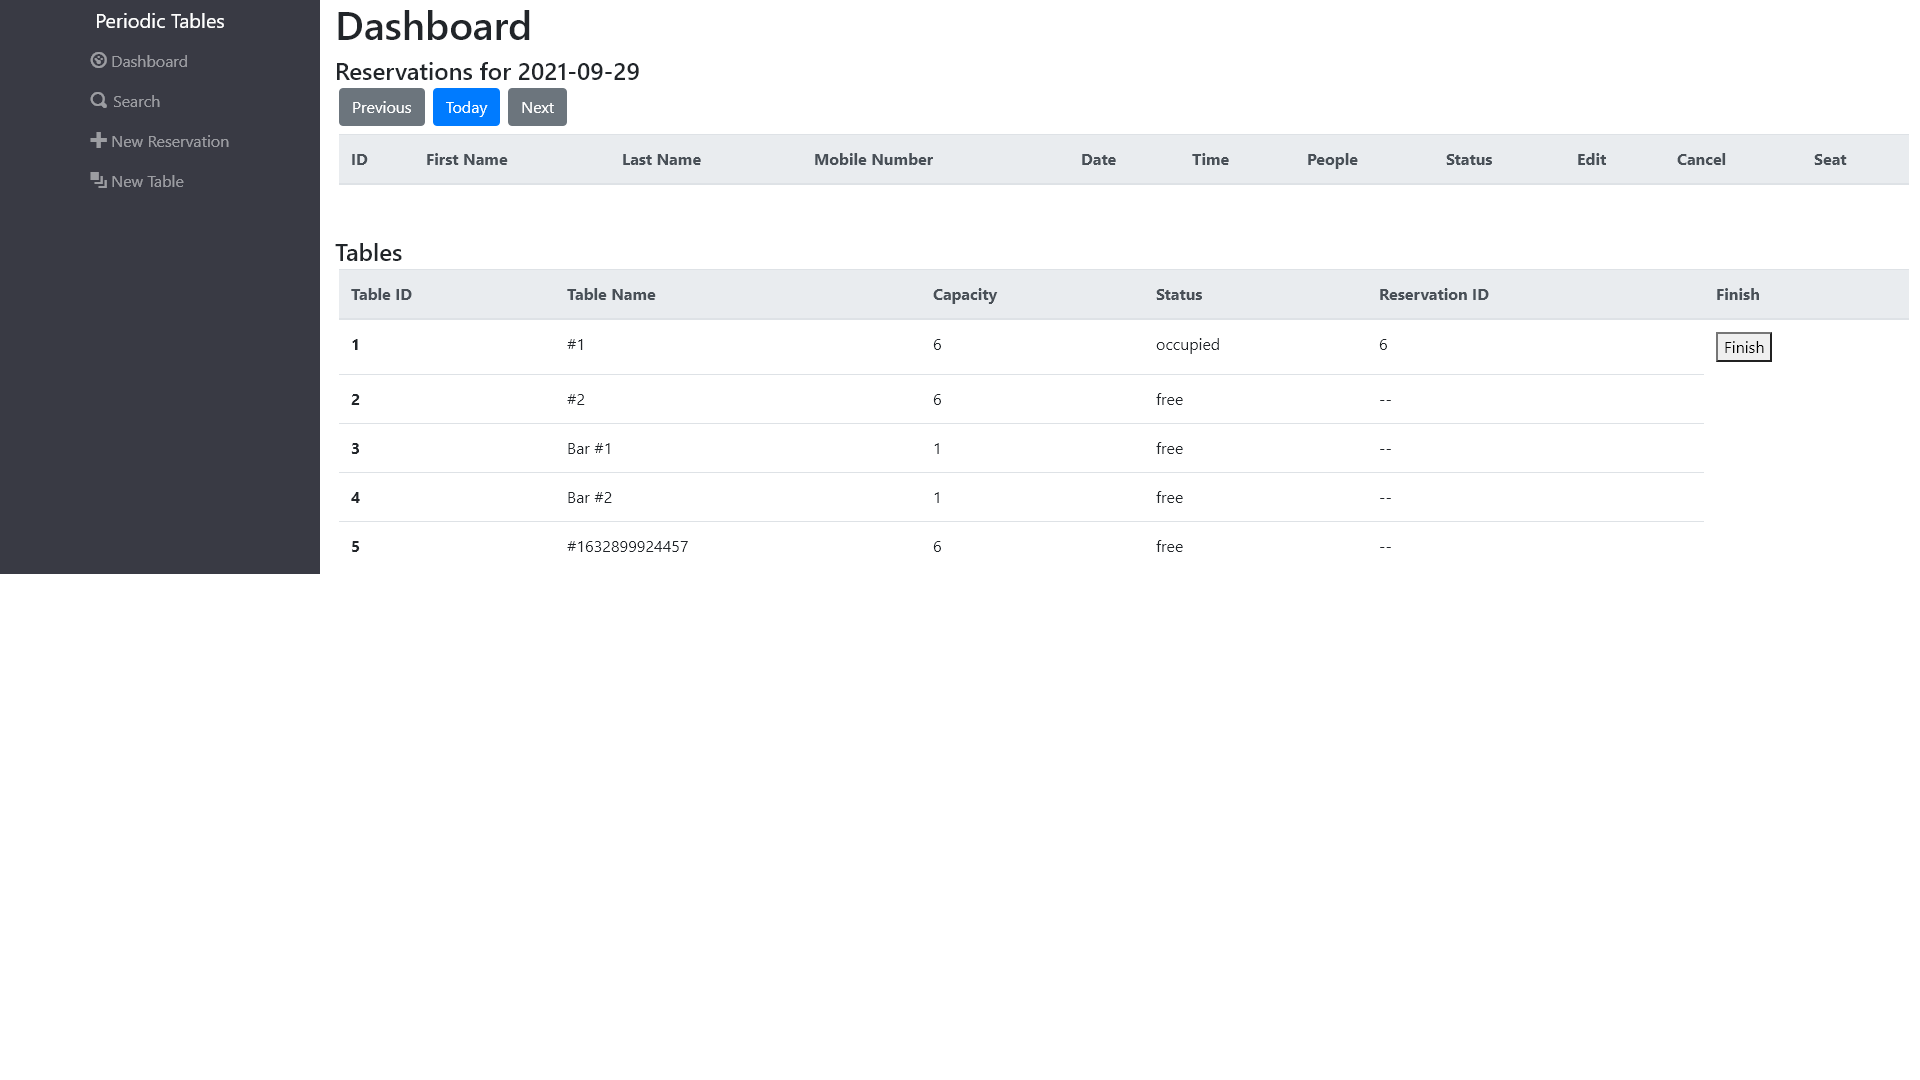 Periodic Tables
Dashboard
Search
New Reservation
New Table
Dashboard
Reservations for 2021-09-29
Previous Today Next
ID First Name Last Name Mobile Number Date Time People Status Edit Cancel Seat
Tables
Table ID Table Name Capacity Status Reservation ID Finish
1 #1 6 occupied 6 Finish
2 #2 6 free --
3 Bar #1 1 free --
4 Bar #2 1 free --
5 #1632899924457 6 free --